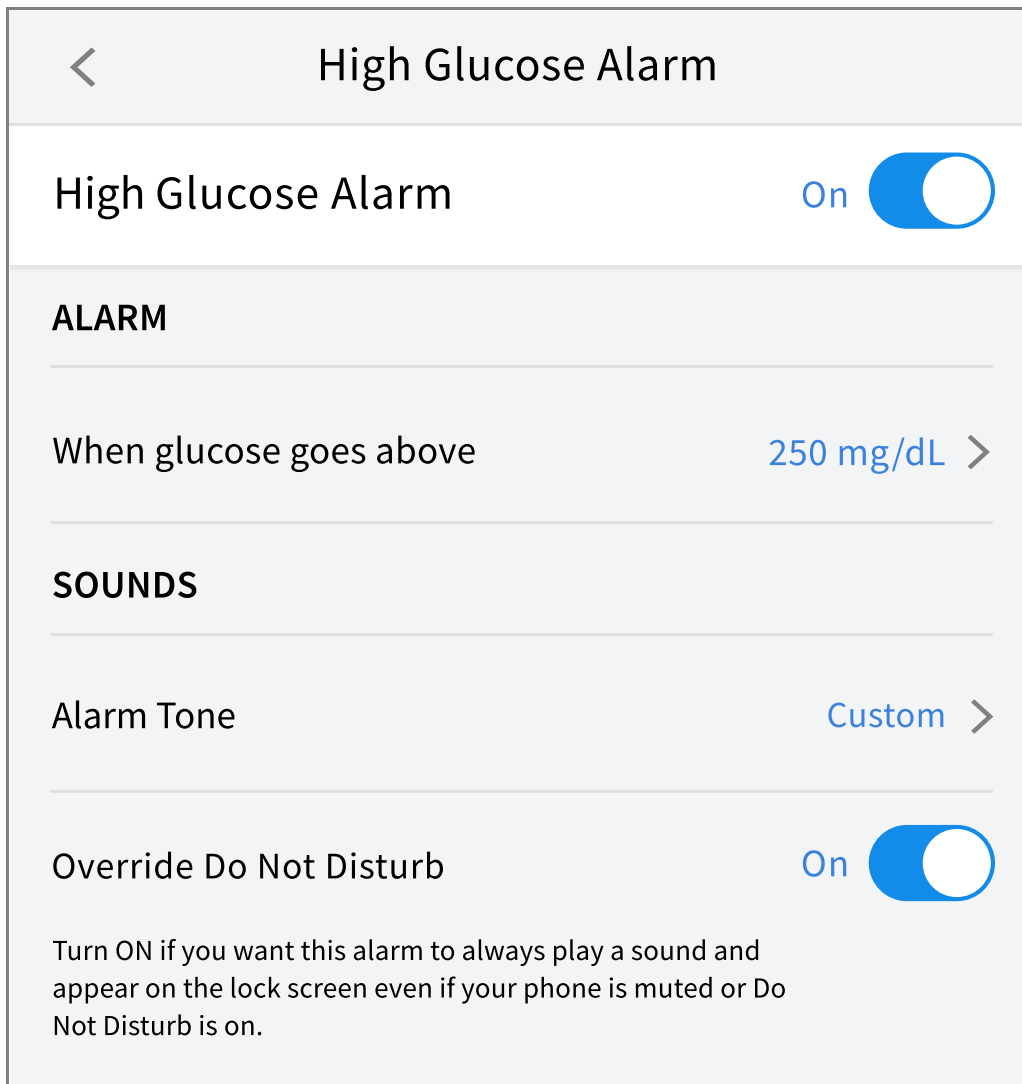 High Glucose Alarm
High Glucose Alarm On
ALARM
When glucose goes above 250 mg/dL
SOUNDS
Alarm Tone Custom
Override Do Not Disturb On
Turn ON if you want this alarm to always play a sound and
appear on the lock screen even if your phone is muted or Do
Not Disturb is on.